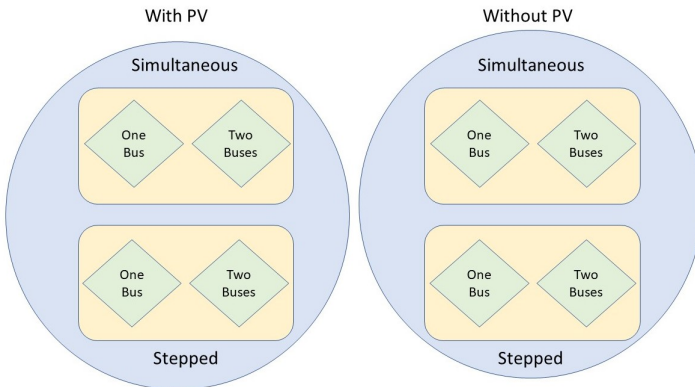 With PV
Without PV
Simultaneous
One
Bus
Two
Buses
One
Bus
Two
Buses
Stepped
Simultaneous
One
Bus
Two
Buses
One
Bus
Two
Buses
Stepped